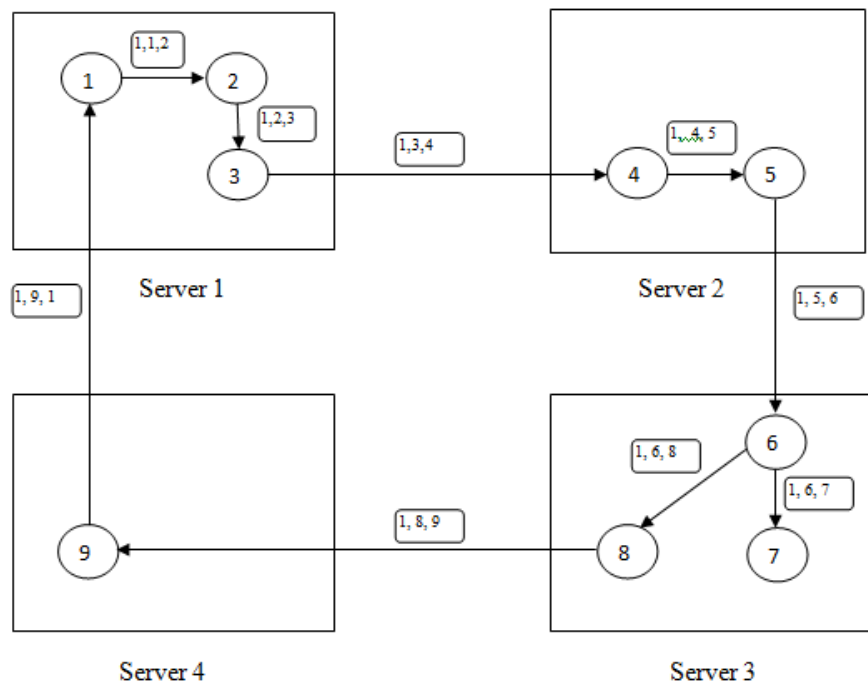 1,1,2
1
2
1,2,3
3
1,3,4
1, 4, 5
4
5
Server 1
Server 2
1, 9, 1
1, 5, 6
6
1, 6, 8
1, 6, 7
1, 8, 9
9
8
7
Server 4
Server 3